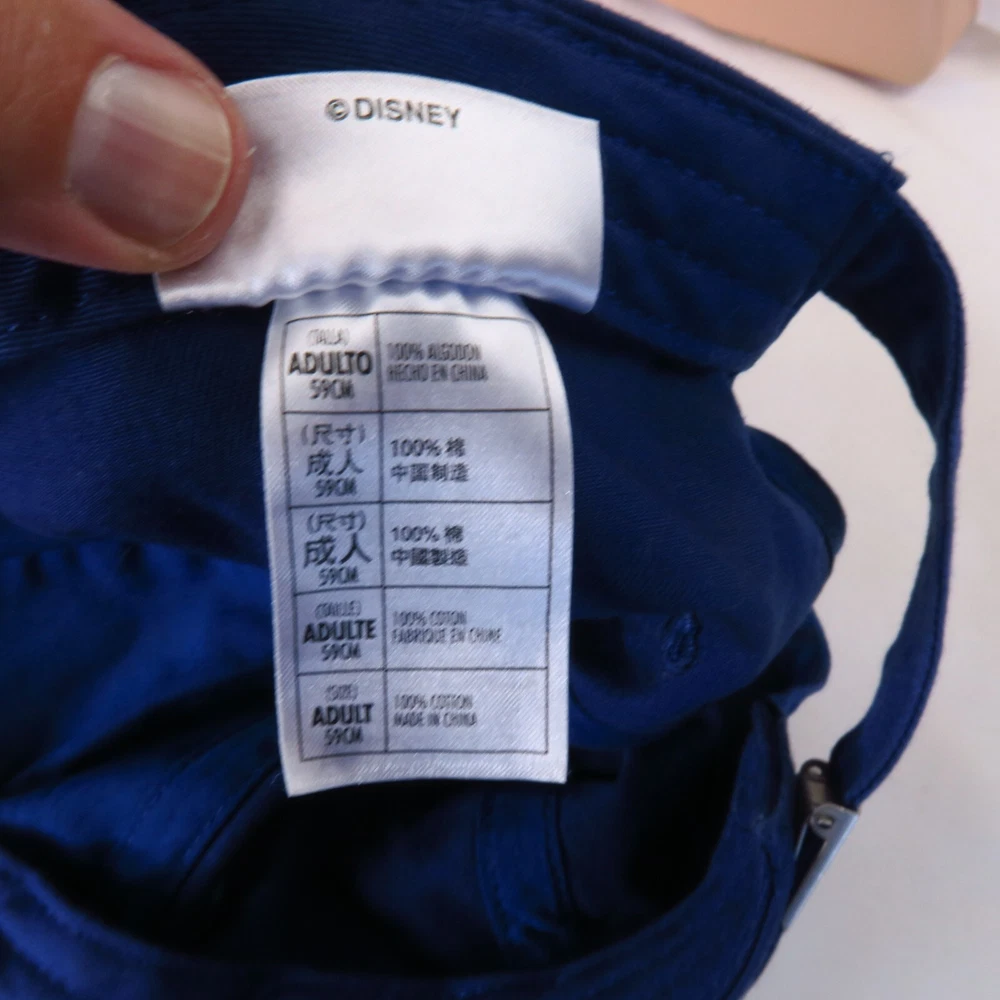 ©DISNEY
(TALLA)
ADULTO
59CM
100% ALGODON
HECHO EN CHINA
(尺寸)
成人
59CM
100% 棉
中国制造
(尺寸)
成人
59CM
100% 棉
中國製造
(TAILLE)
ADULTE
59CM
100% COTON
FABRIQUE EN CHINE
(SIZE)
ADULT
59CM
100% COTTON
MADE IN CHINA